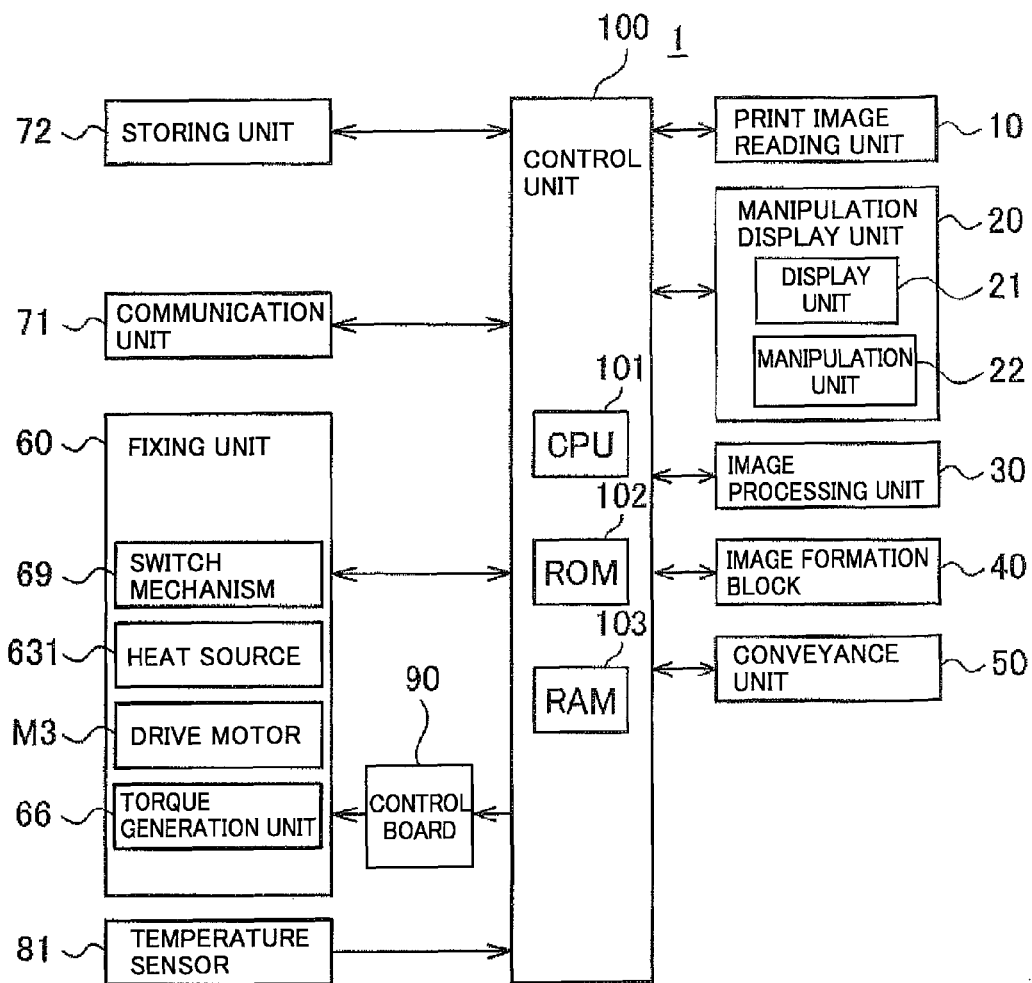 100
1
72
STORING UNIT
CONTROL
UNIT
PRINT IMAGE
READING UNIT
10
MANIPULATION
DISPLAY UNIT
20
DISPLAY
UNIT
21
MANIPULATION
UNIT
22
71
COMMUNICATION
UNIT
101
CPU
102
ROM
103
RAM
60
FIXING UNIT
IMAGE
PROCESSING UNIT
30
69
SWITCH
MECHANISM
IMAGE FORMATION
BLOCK
40
631
HEAT SOURCE
CONVEYANCE
UNIT
50
M3
DRIVE MOTOR
90
CONTROL
BOARD
66
TORQUE
GENERATION UNIT
81
TEMPERATURE
SENSOR